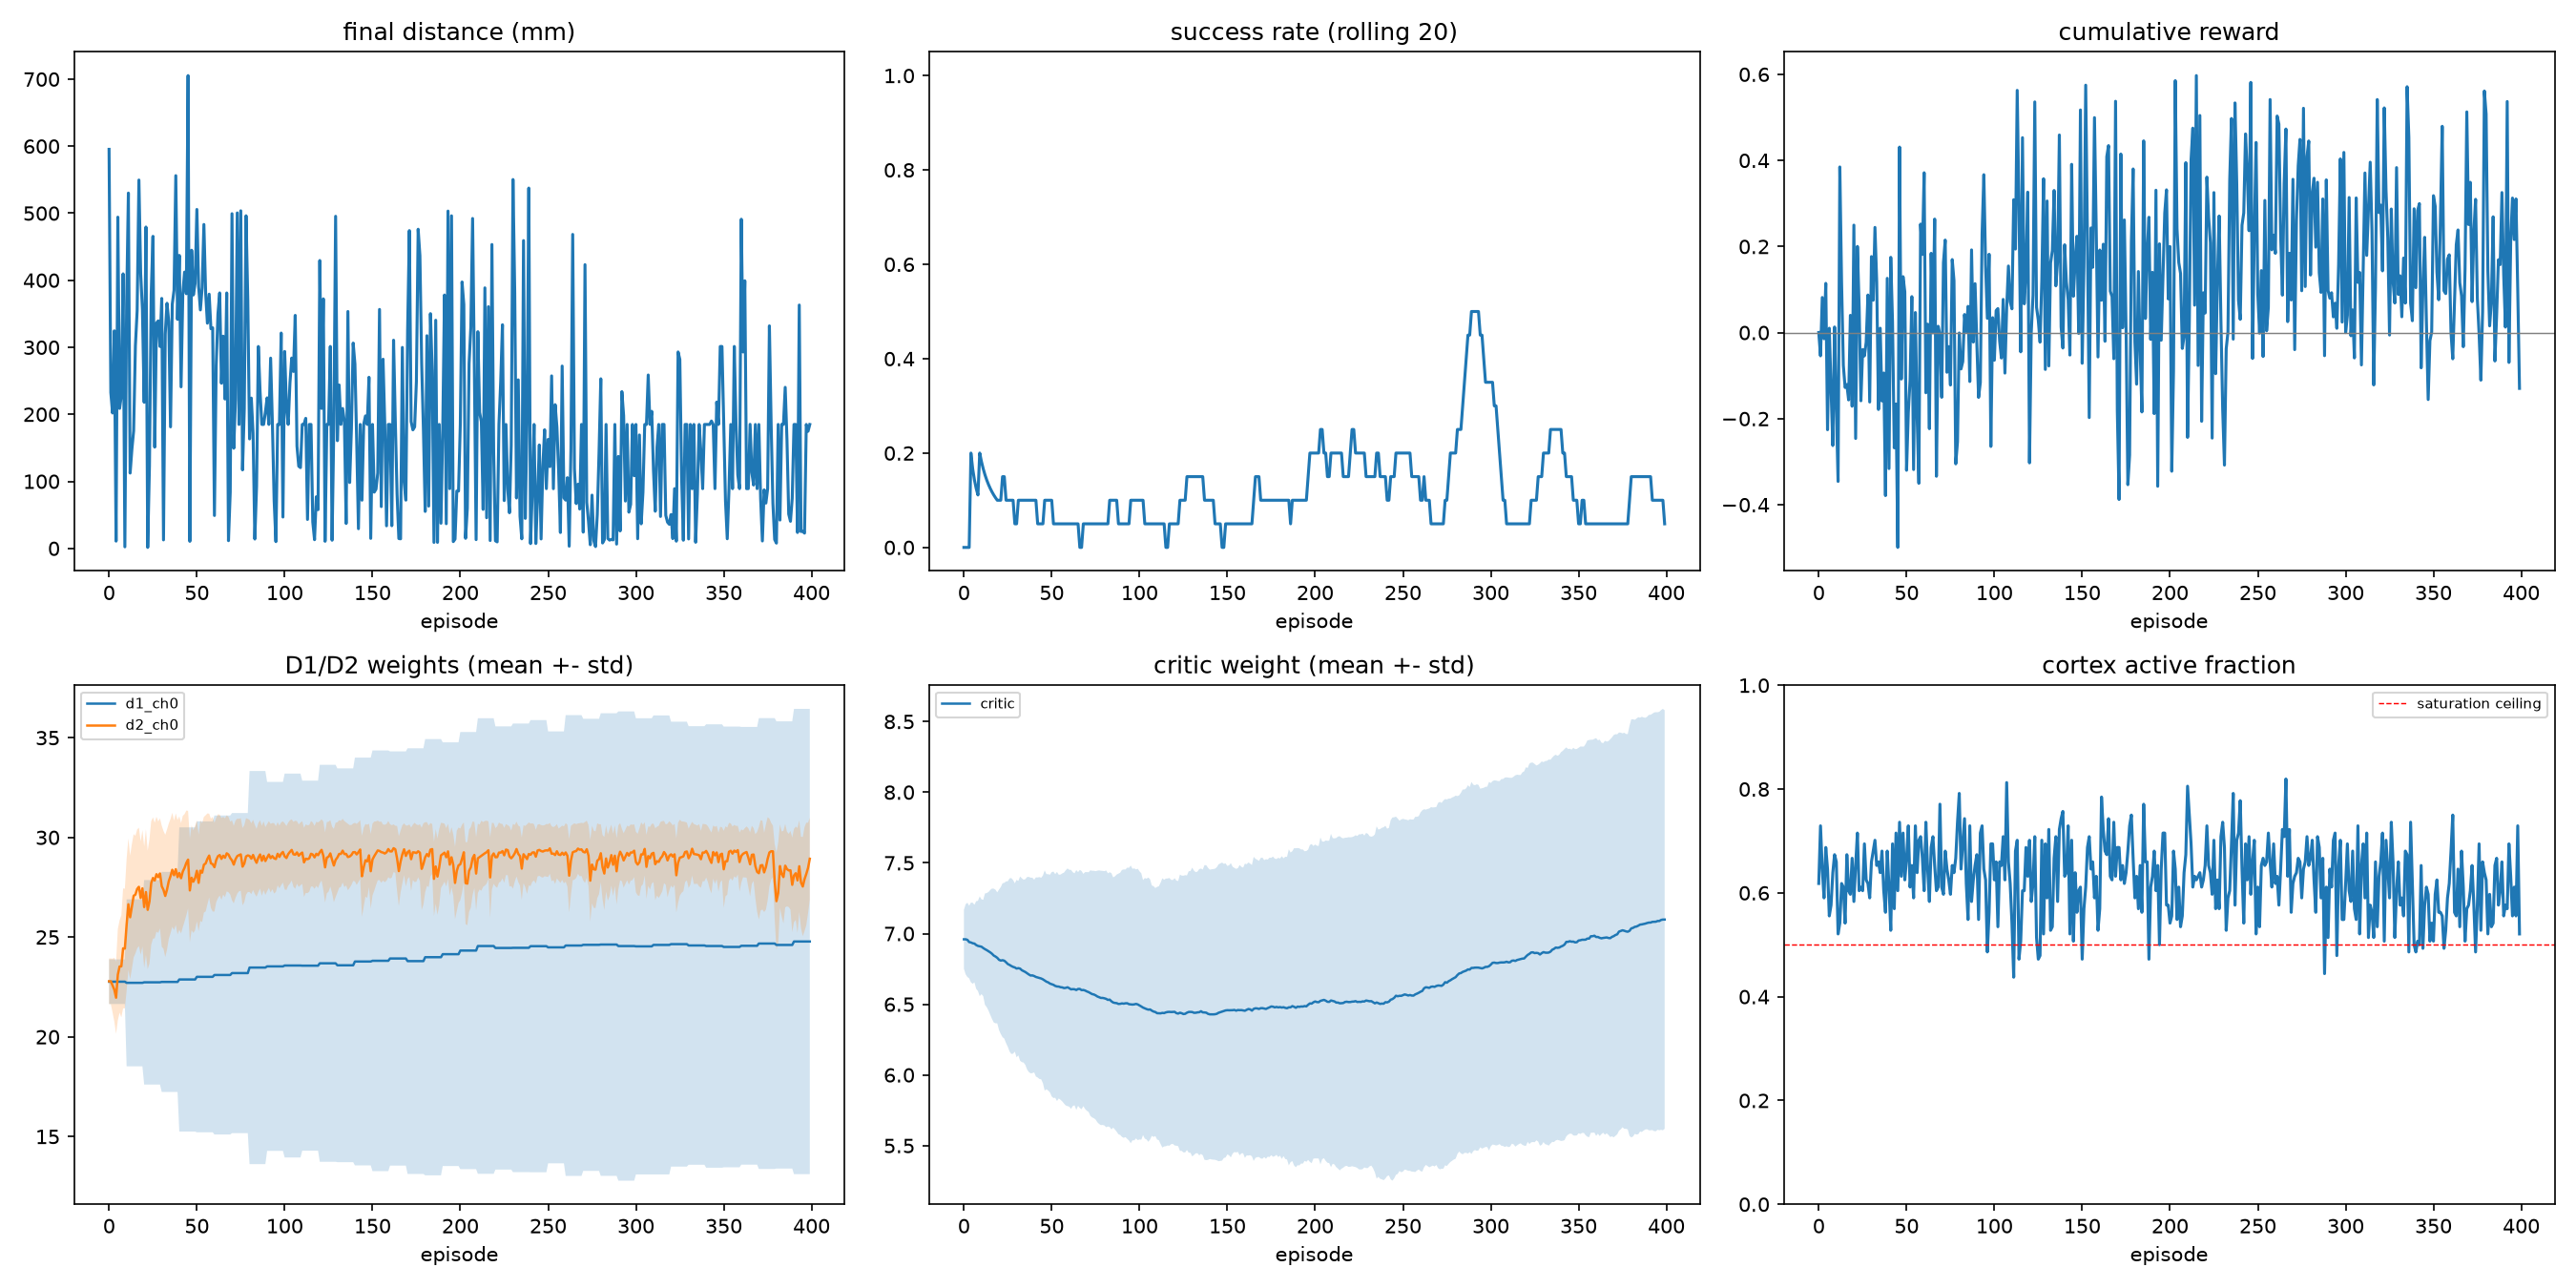 final distance (mm)
700
600
500
400
300
200
100
0
0 50 100 150 200 250 300 350 400
episode
success rate (rolling 20)
1.0
0.8
0.6
0.4
0.2
0.0
0 50 100 150 200 250 300 350 400
episode
cumulative reward
0.6
0.4
0.2
0.0
−0.2
−0.4
0 50 100 150 200 250 300 350 400
episode
D1/D2 weights (mean +- std)
d1_ch0
d2_ch0
35
30
25
20
15
0 50 100 150 200 250 300 350 400
episode
critic weight (mean +- std)
critic
8.5
8.0
7.5
7.0
6.5
6.0
5.5
0 50 100 150 200 250 300 350 400
episode
cortex active fraction
saturation ceiling
1.0
0.8
0.6
0.4
0.2
0.0
0 50 100 150 200 250 300 350 400
episode